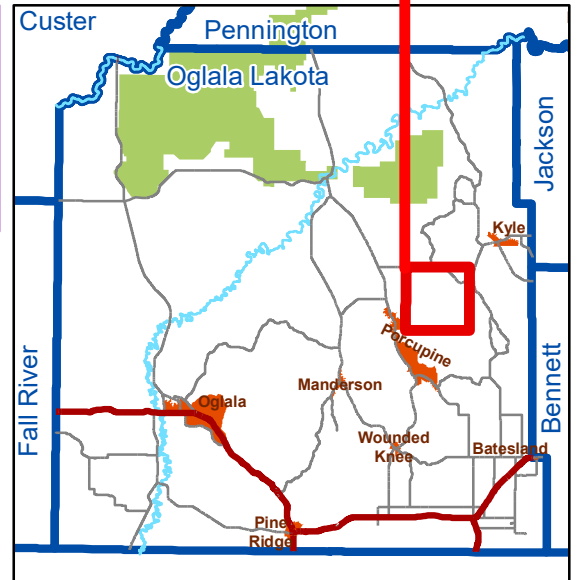 Custer
Pennington
Oglala Lakota
Jackson
Kyle
Porcupine
Fall River
Oglala
Manderson
Bennett
Wounded
Knee
Batesland
Pine
Ridge